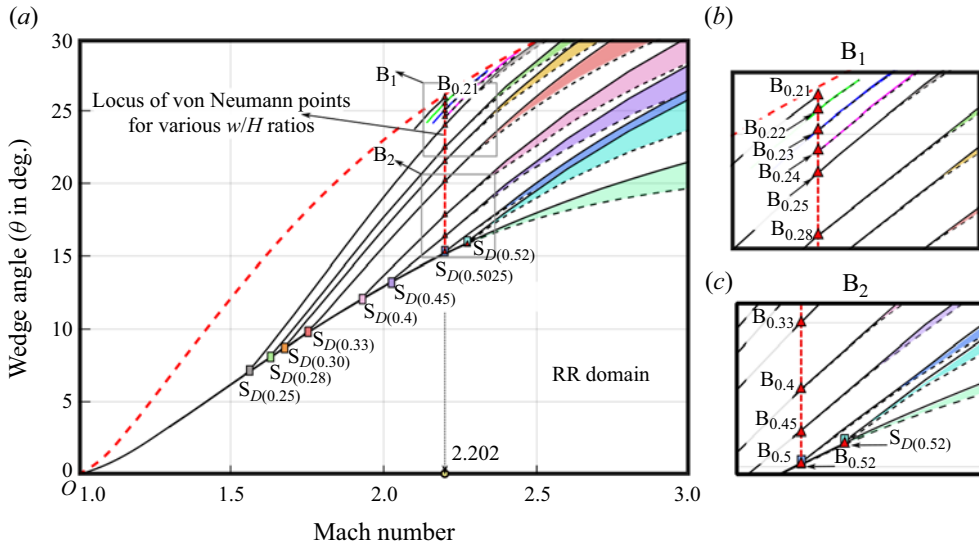 (a)
30
25
20
15
10
5
0
O
Wedge angle (θ in deg.)
B1
B0.21
Locus of von Neumann points
for various w/H ratios
B2
SD(0.52)
SD(0.5025)
SD(0.45)
SD(0.4)
SD(0.33)
SD(0.30)
SD(0.28)
SD(0.25)
RR domain
2.202
1.0 1.5 2.0 2.5 3.0
Mach number
(b)
B1
B0.21
B0.22
B0.23
B0.24
B0.25
B0.28
(c)
B2
B0.33
B0.4
B0.45
B0.5
SD(0.52)
B0.52